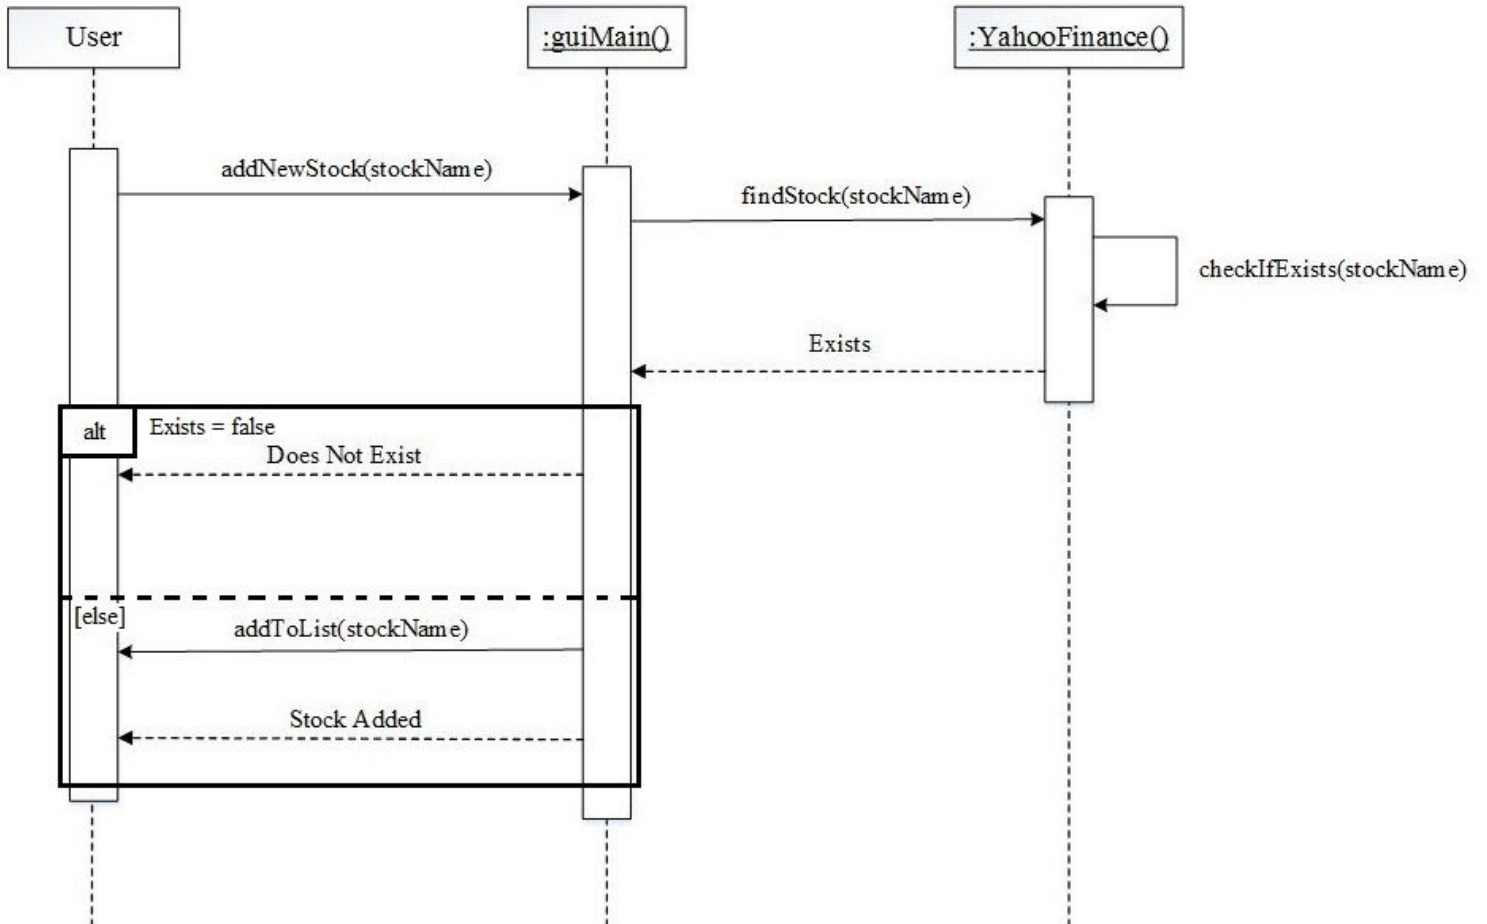 User
:guiMain()
:YahooFinance()
addNewStock(stockName)
findStock(stockName)
checkIfExists(stockName)
Exists
alt
Exists = false
Does Not Exist
[else]
addToList(stockName)
Stock Added